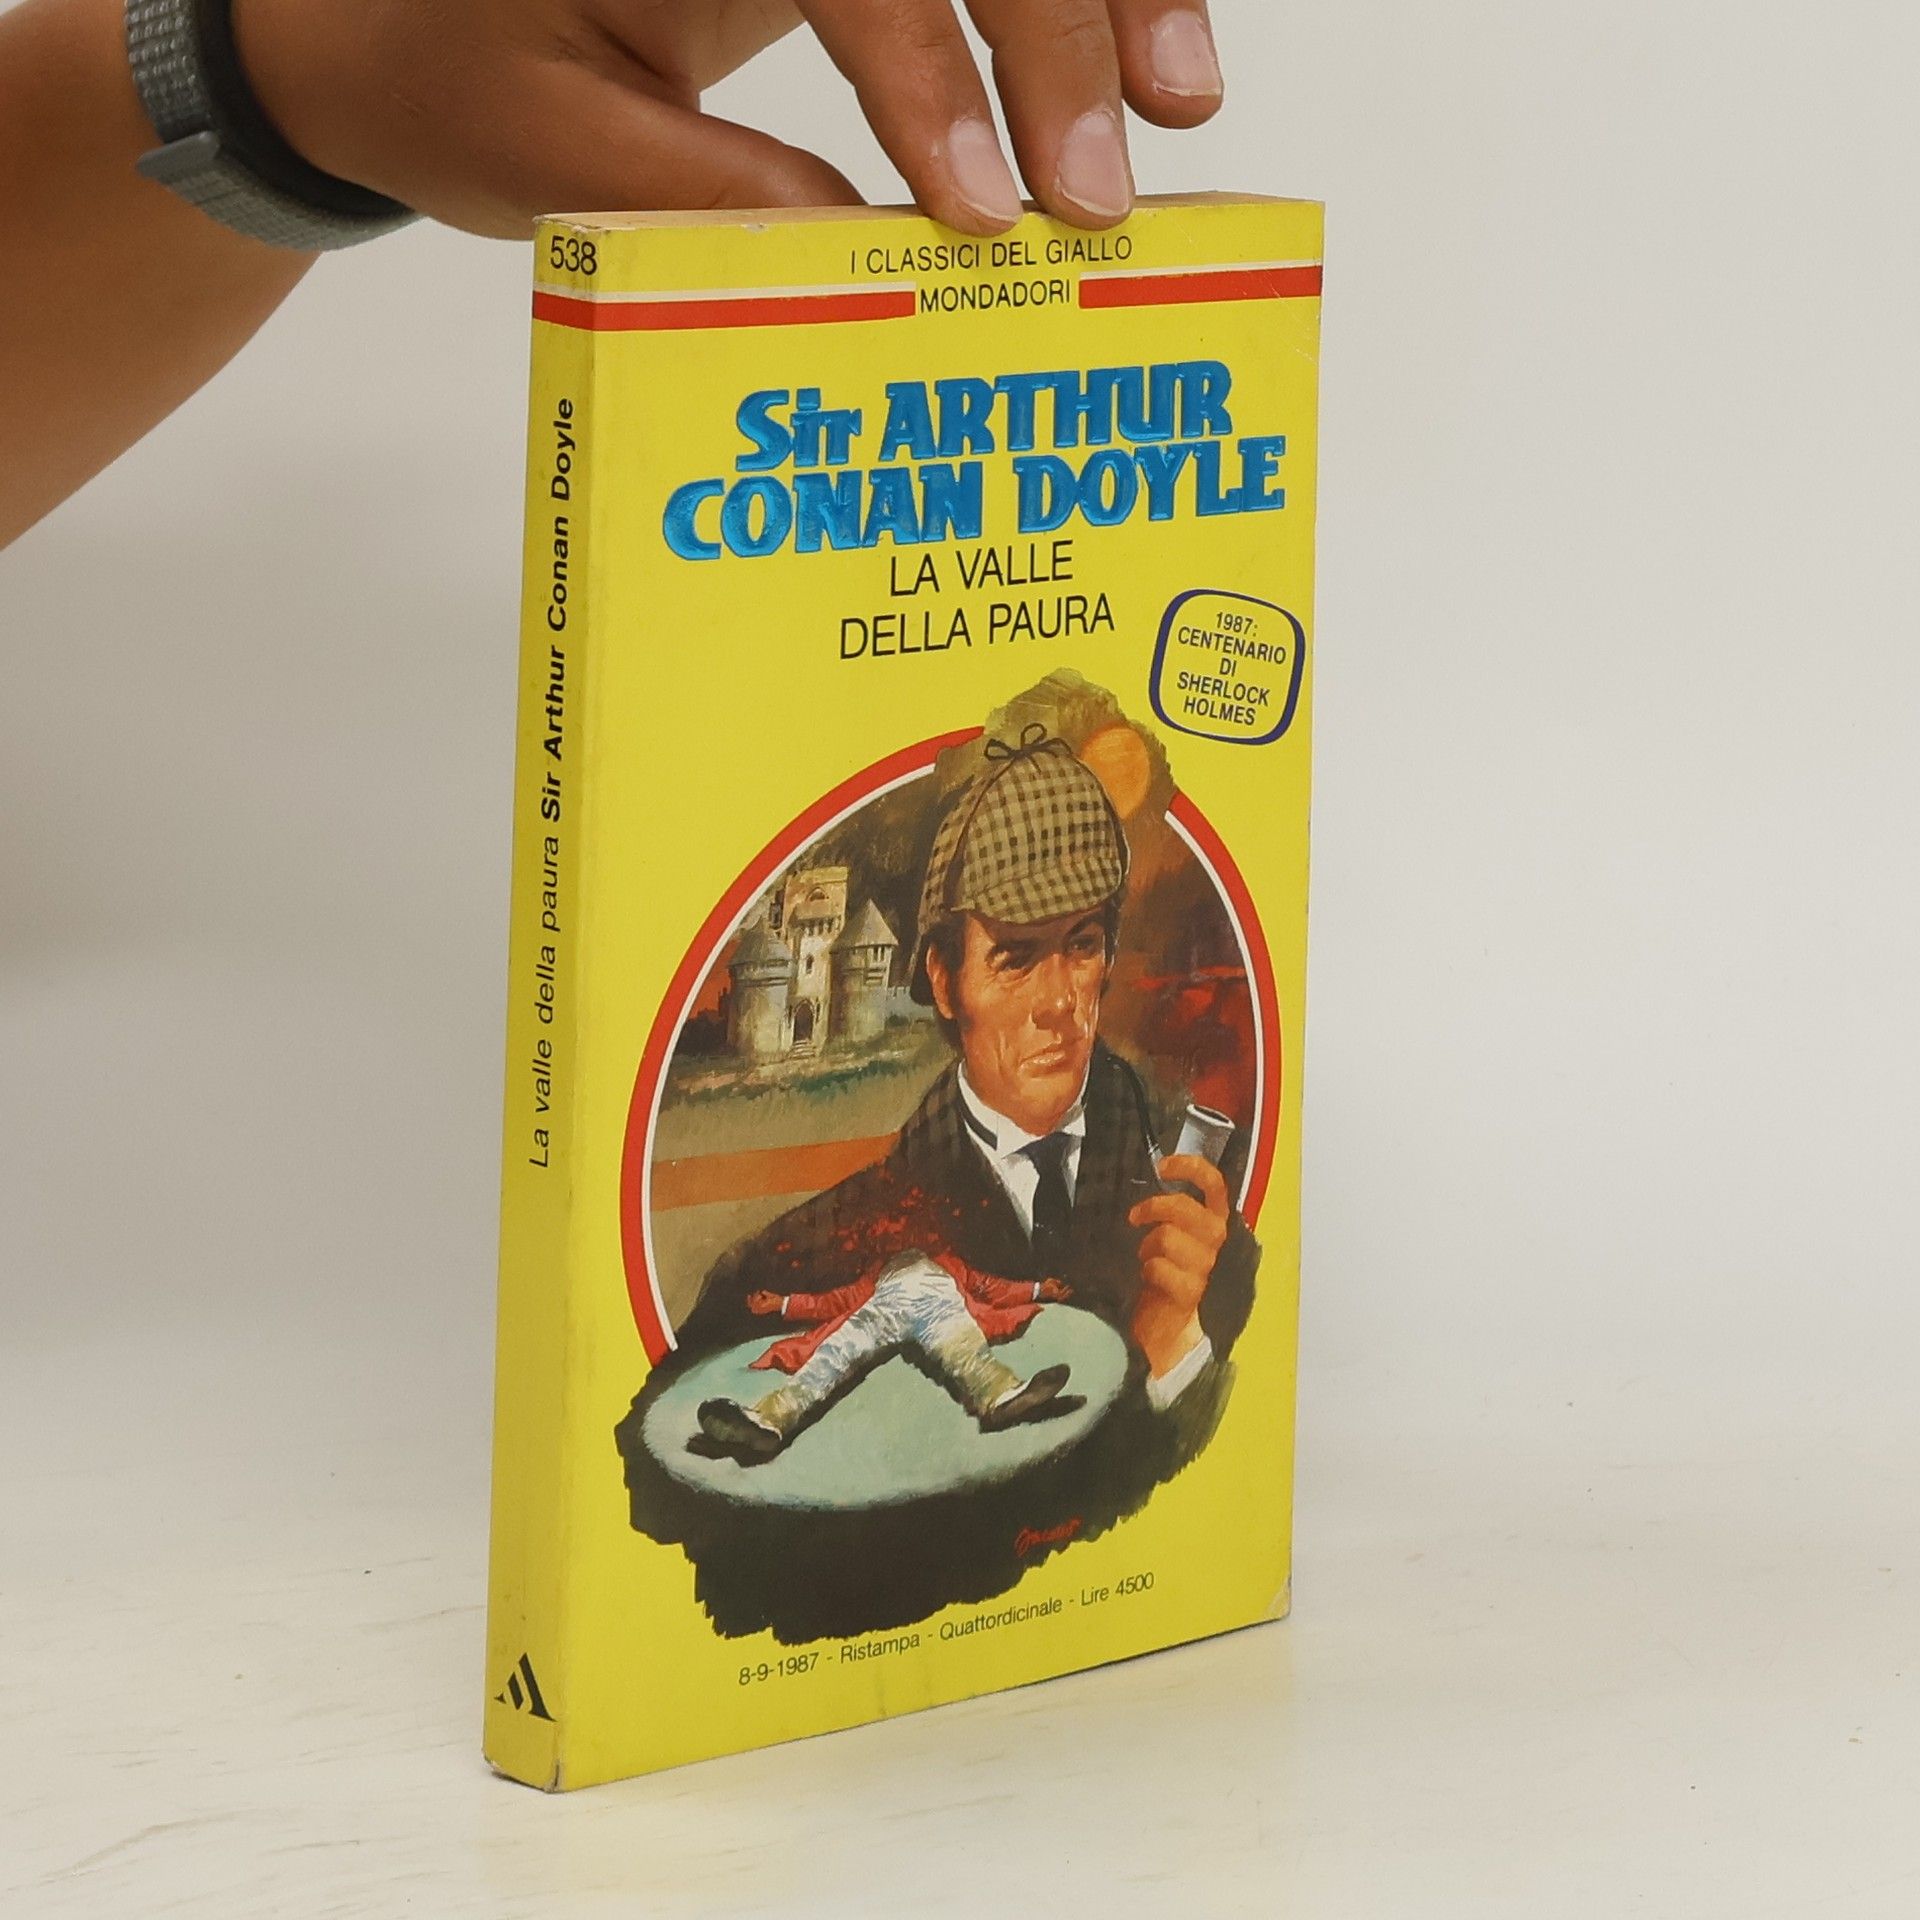 538
I CLASSICI DEL GIALLO
MONDADORI
Sir ARTHUR
CONAN DOYLE
LA VALLE
DELLA PAURA
1987:
CENTENARIO
DI
SHERLOCK
HOLMES
8-9-1987 - Ristampa - Quattordicinale - Lire 4500
La valle della paura Sir Arthur Conan Doyle